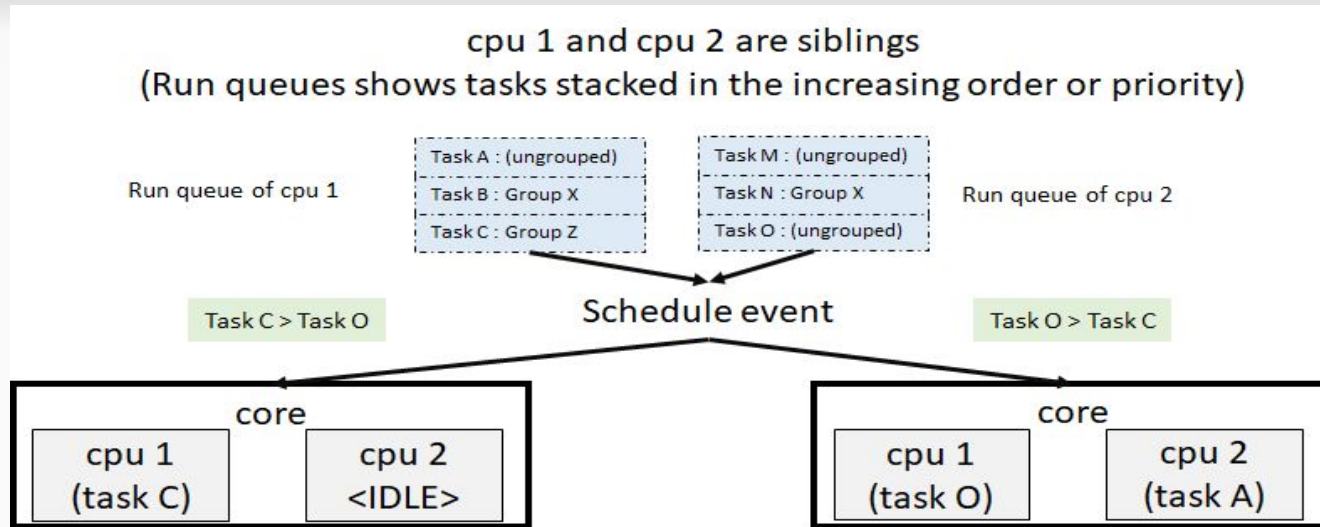 cpu 1 and cpu 2 are siblings
(Run queues shows tasks stacked in the increasing order or priority)
Run queue of cpu 1
Task A : (ungrouped)
Task B : Group X
Task C : Group Z
Task M : (ungrouped)
Task N : Group X
Task O : (ungrouped)
Run queue of cpu 2
Task C > Task O
Schedule event
Task O > Task C
core
cpu 1
(task C)
cpu 2
<IDLE>
core
cpu 1
(task O)
cpu 2
(task A)